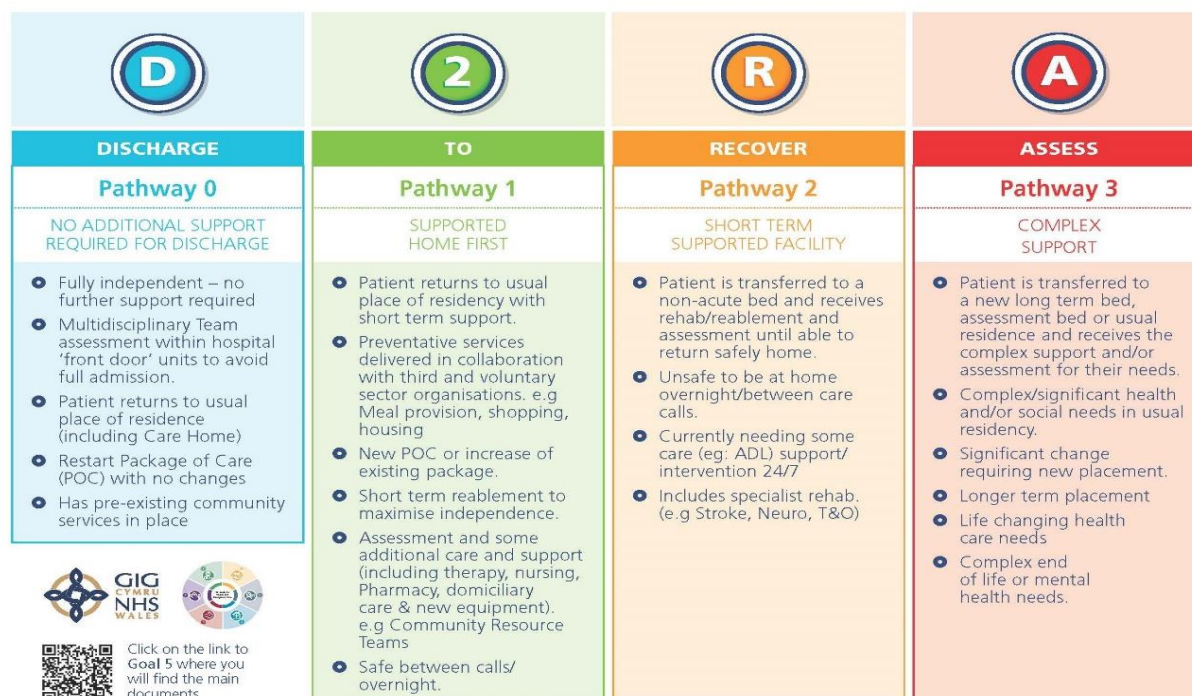 D
DISCHARGE
Pathway 0
NO ADDITIONAL SUPPORT
REQUIRED FOR DISCHARGE
Fully independent – no
further support required
Multidisciplinary Team
assessment within hospital
'front door' units to avoid
full admission.
Patient returns to usual
place of residence
(including Care Home)
Restart Package of Care
(POC) with no changes
Has pre-existing community
services in place
GIG
CYMRU
NHS
WALES
Click on the link to
Goal 5 where you
will find the main
documents
2
TO
Pathway 1
SUPPORTED
HOME FIRST
Patient returns to usual
place of residency with
short term support.
Preventative services
delivered in collaboration
with third and voluntary
sector organisations. e.g
Meal provision, shopping,
housing
New POC or increase of
existing package.
Short term reablement to
maximise independence.
Assessment and some
additional care and support
(including therapy, nursing,
Pharmacy, domiciliary
care & new equipment).
e.g Community Resource
Teams
Safe between calls/
overnight.
R
RECOVER
Pathway 2
SHORT TERM
SUPPORTED FACILITY
Patient is transferred to a
non-acute bed and receives
rehab/reablement and
assessment until able to
return safely home.
Unsafe to be at home
overnight/between care
calls.
Currently needing some
care (eg: ADL) support/
intervention 24/7
Includes specialist rehab.
(e.g Stroke, Neuro, T&O)
A
ASSESS
Pathway 3
COMPLEX
SUPPORT
Patient is transferred to
a new long term bed,
assessment bed or usual
residence and receives the
complex support and/or
assessment for their needs.
Complex/significant health
and/or social needs in usual
residency.
Significant change
requiring new placement.
Longer term placement
Life changing health
care needs
Complex end
of life or mental
health needs.